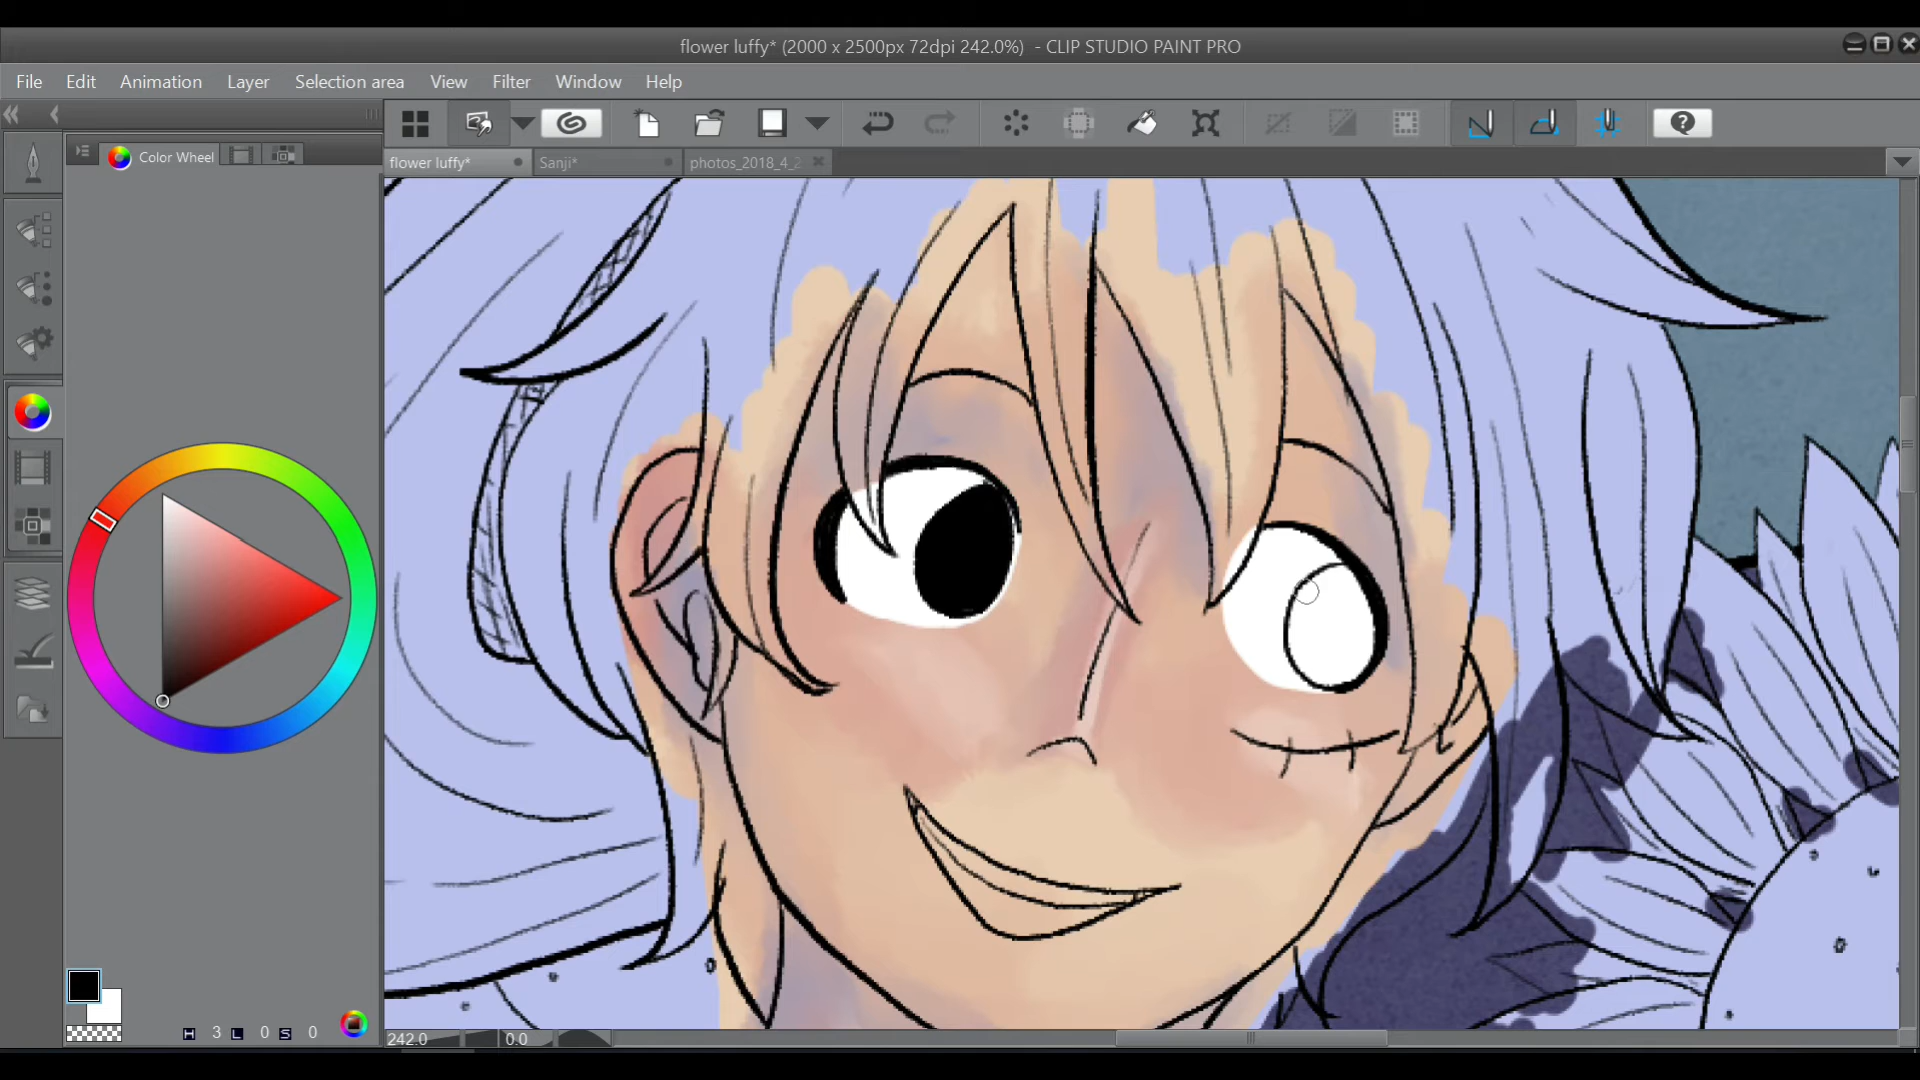 flower luffy* (2000 x 2500px 72dpi 242.0%) - CLIP STUDIO PAINT PRO
File Edit Animation Layer Selection area View Filter Window Help
Color Wheel
flower luffy* Sanji* photos_2018_4_2
H 3 L 0 S 0
242.0 0.0